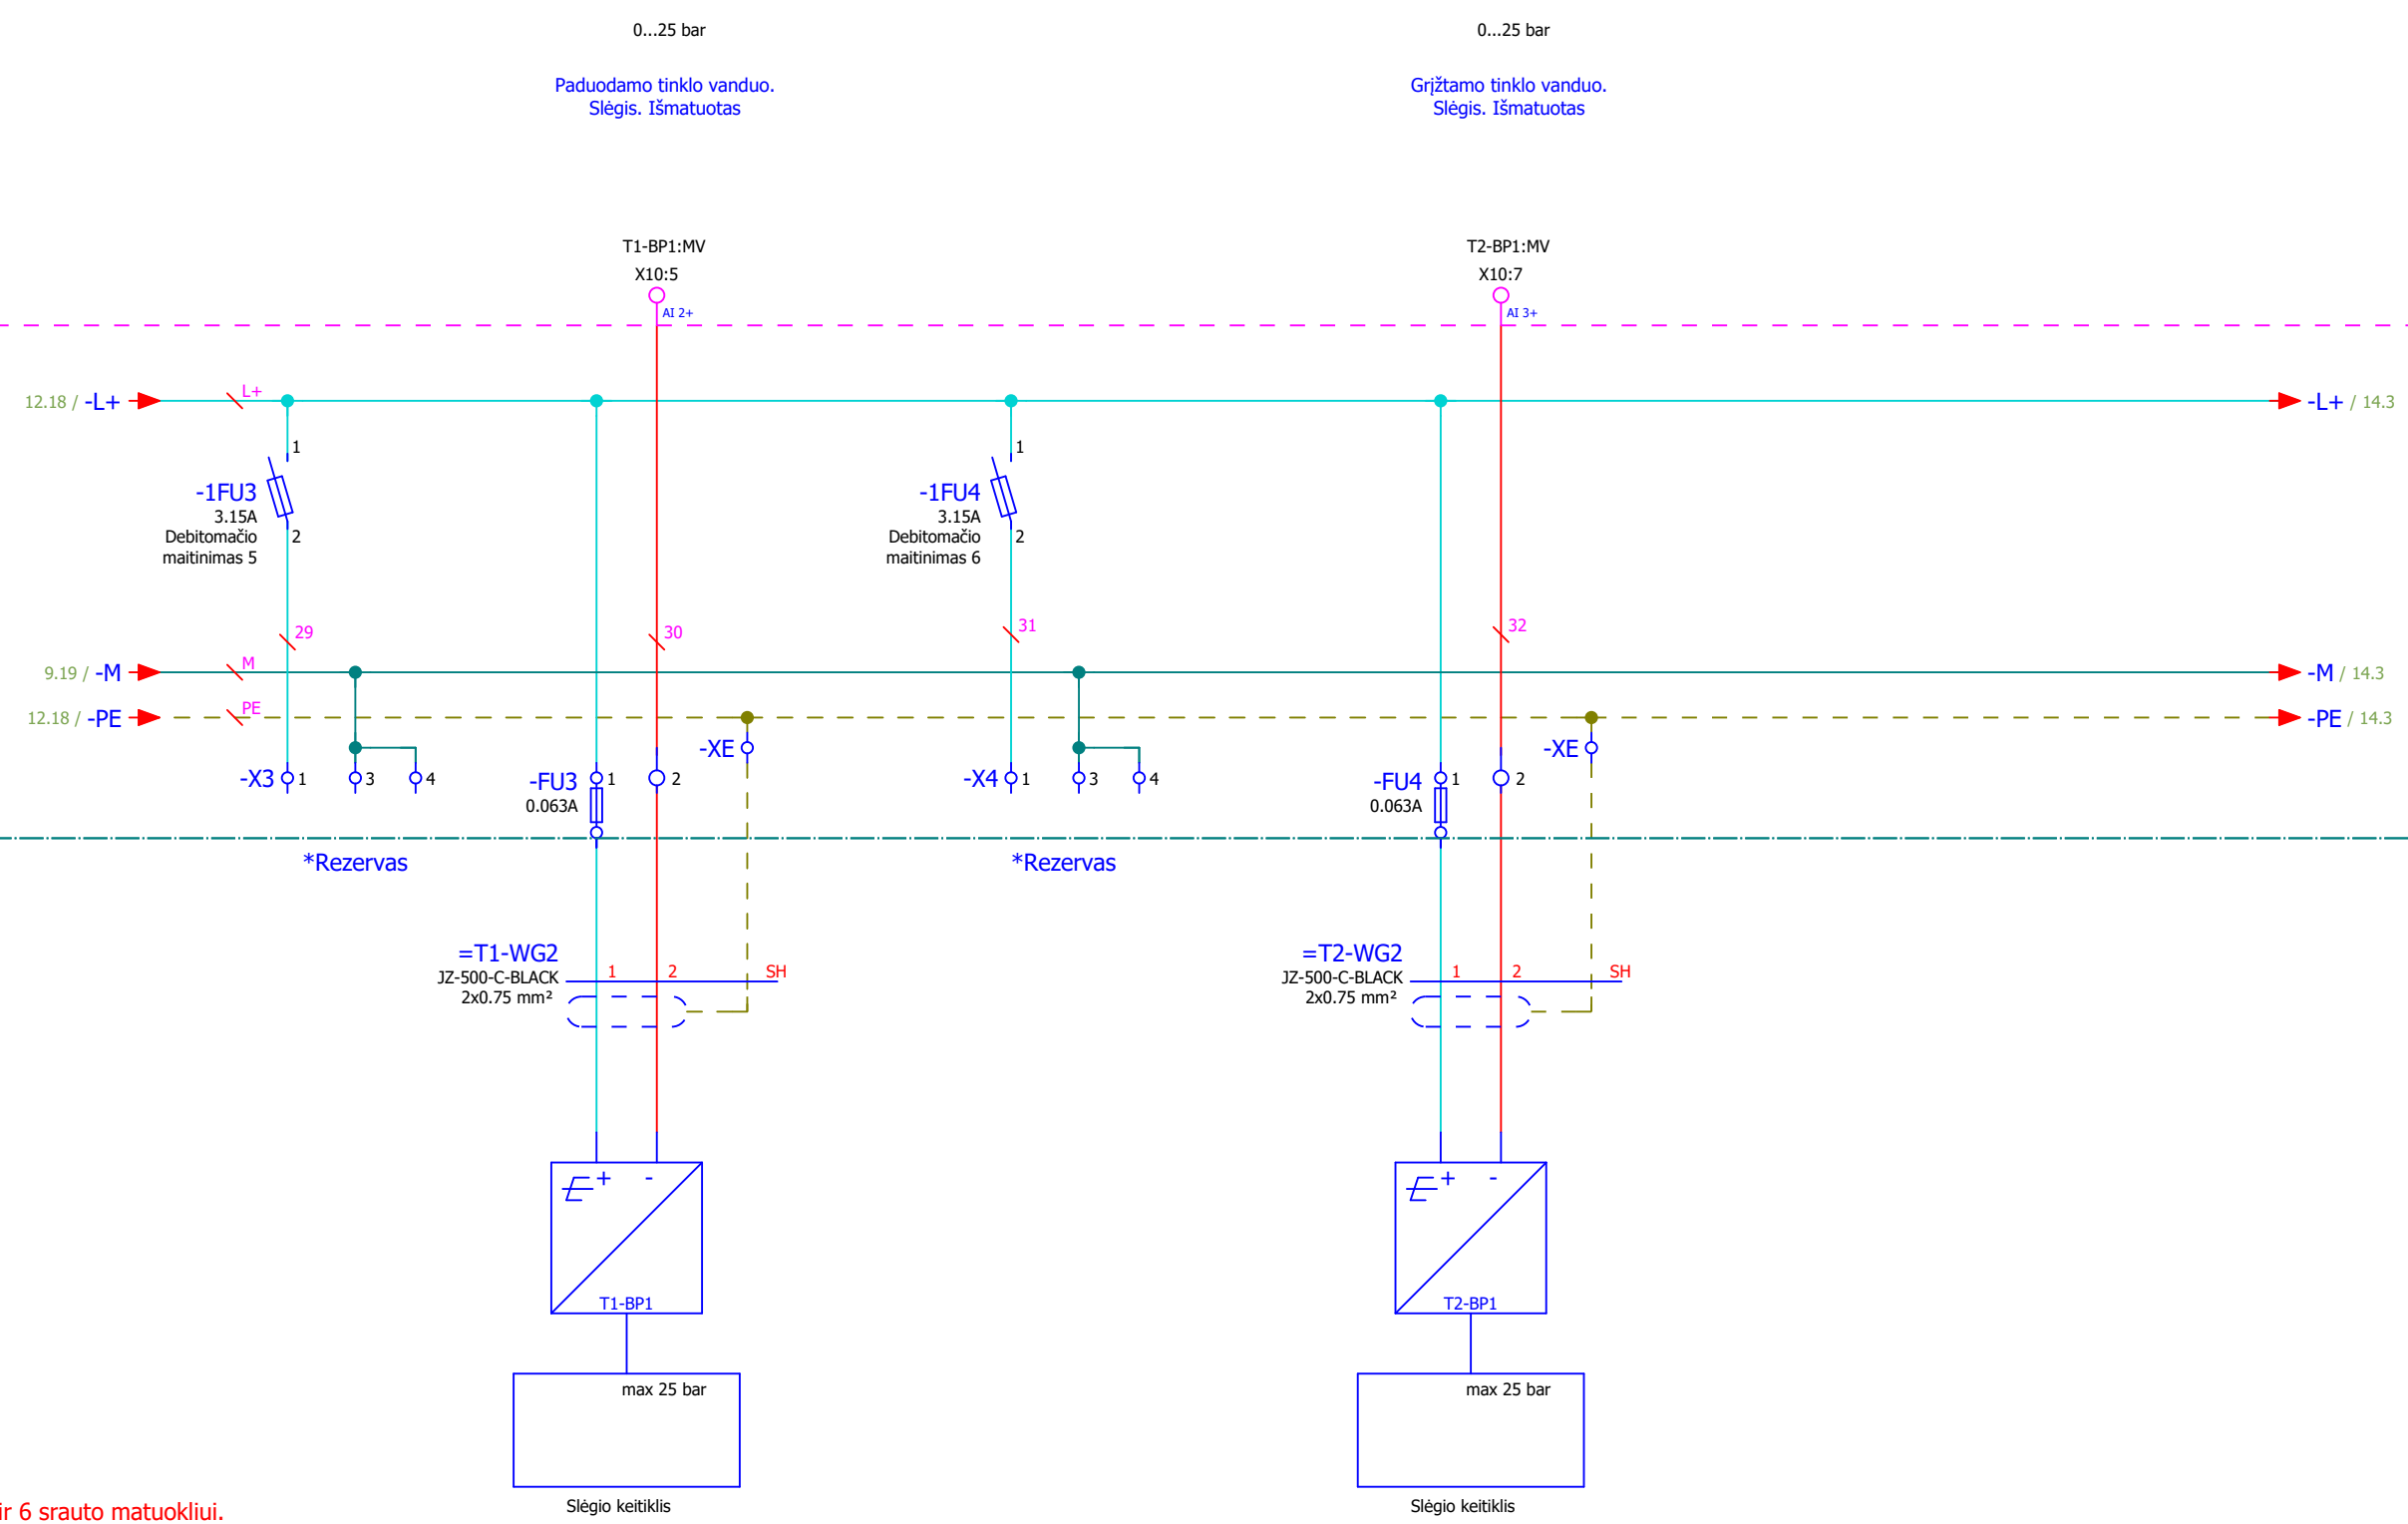 0...25 bar
0...25 bar
Paduodamo tinklo vanduo.
Slėgis. Išmatuotas
Grįžtamo tinklo vanduo.
Slėgis. Išmatuotas
T1-BP1:MV
X10:5
AI 2+
T2-BP1:MV
X10:7
AI 3+
12.18 / -L+
L+
-L+ / 14.3
1
-1FU3
3.15A
Debitomačio
maitinimas 5
2
1
-1FU4
3.15A
Debitomačio
maitinimas 6
2
29
30
31
32
9.19 / -M
M
-M / 14.3
12.18 / -PE
PE
-PE / 14.3
-X3
1
3
4
-FU3
0.063A
1
2
-XE
-X4
1
3
4
-FU4
0.063A
1
2
-XE
*Rezervas
*Rezervas
=T1-WG2
JZ-500-C-BLACK
2x0.75 mm²
1
2
SH
=T2-WG2
JZ-500-C-BLACK
2x0.75 mm²
1
2
SH
+ -
T1-BP1
+ -
T2-BP1
max 25 bar
max 25 bar
Slėgio keitiklis
Slėgio keitiklis
ir 6 srauto matuokliui.